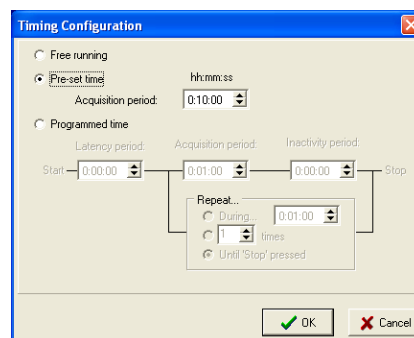 Timing Configuration
Free running
Pre-set time
hh:mm:ss
Acquisition period:
0:10:00
Programmed time
Latency period: Acquisition period: Inactivity period:
Start 0:00:00 0:01:00 0:00:00 Stop
Repeat...
During... 0:01:00
1 times
Until 'Stop' pressed
OK Cancel